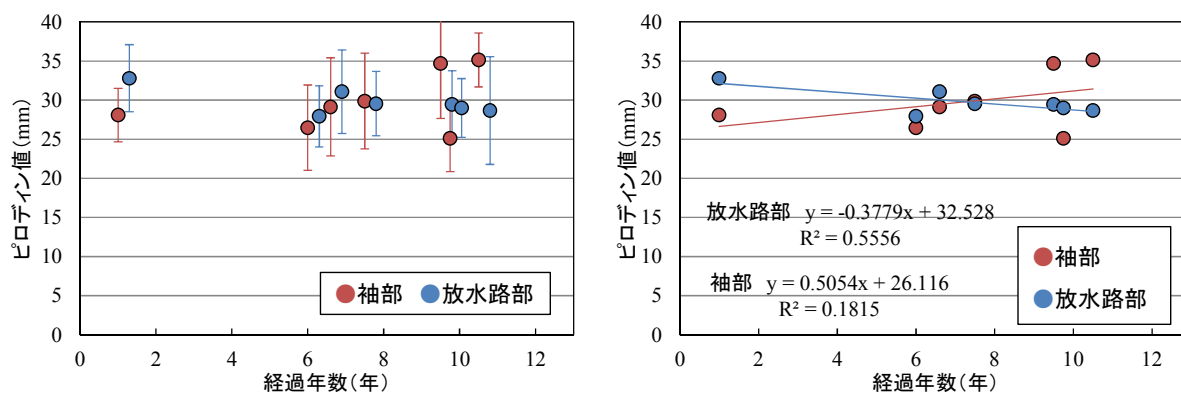 ピロディン値(mm)
40
35
30
25
20
15
10
5
0
袖部 放水路部
0 2 4 6 8 10 12
経過年数(年)
ピロディン値(mm)
40
35
30
25
20
15
10
5
0
放水路部 y = -0.3779x + 32.528
R² = 0.5556
袖部 y = 0.5054x + 26.116
R² = 0.1815
袖部
放水路部
0 2 4 6 8 10 12
経過年数(年)